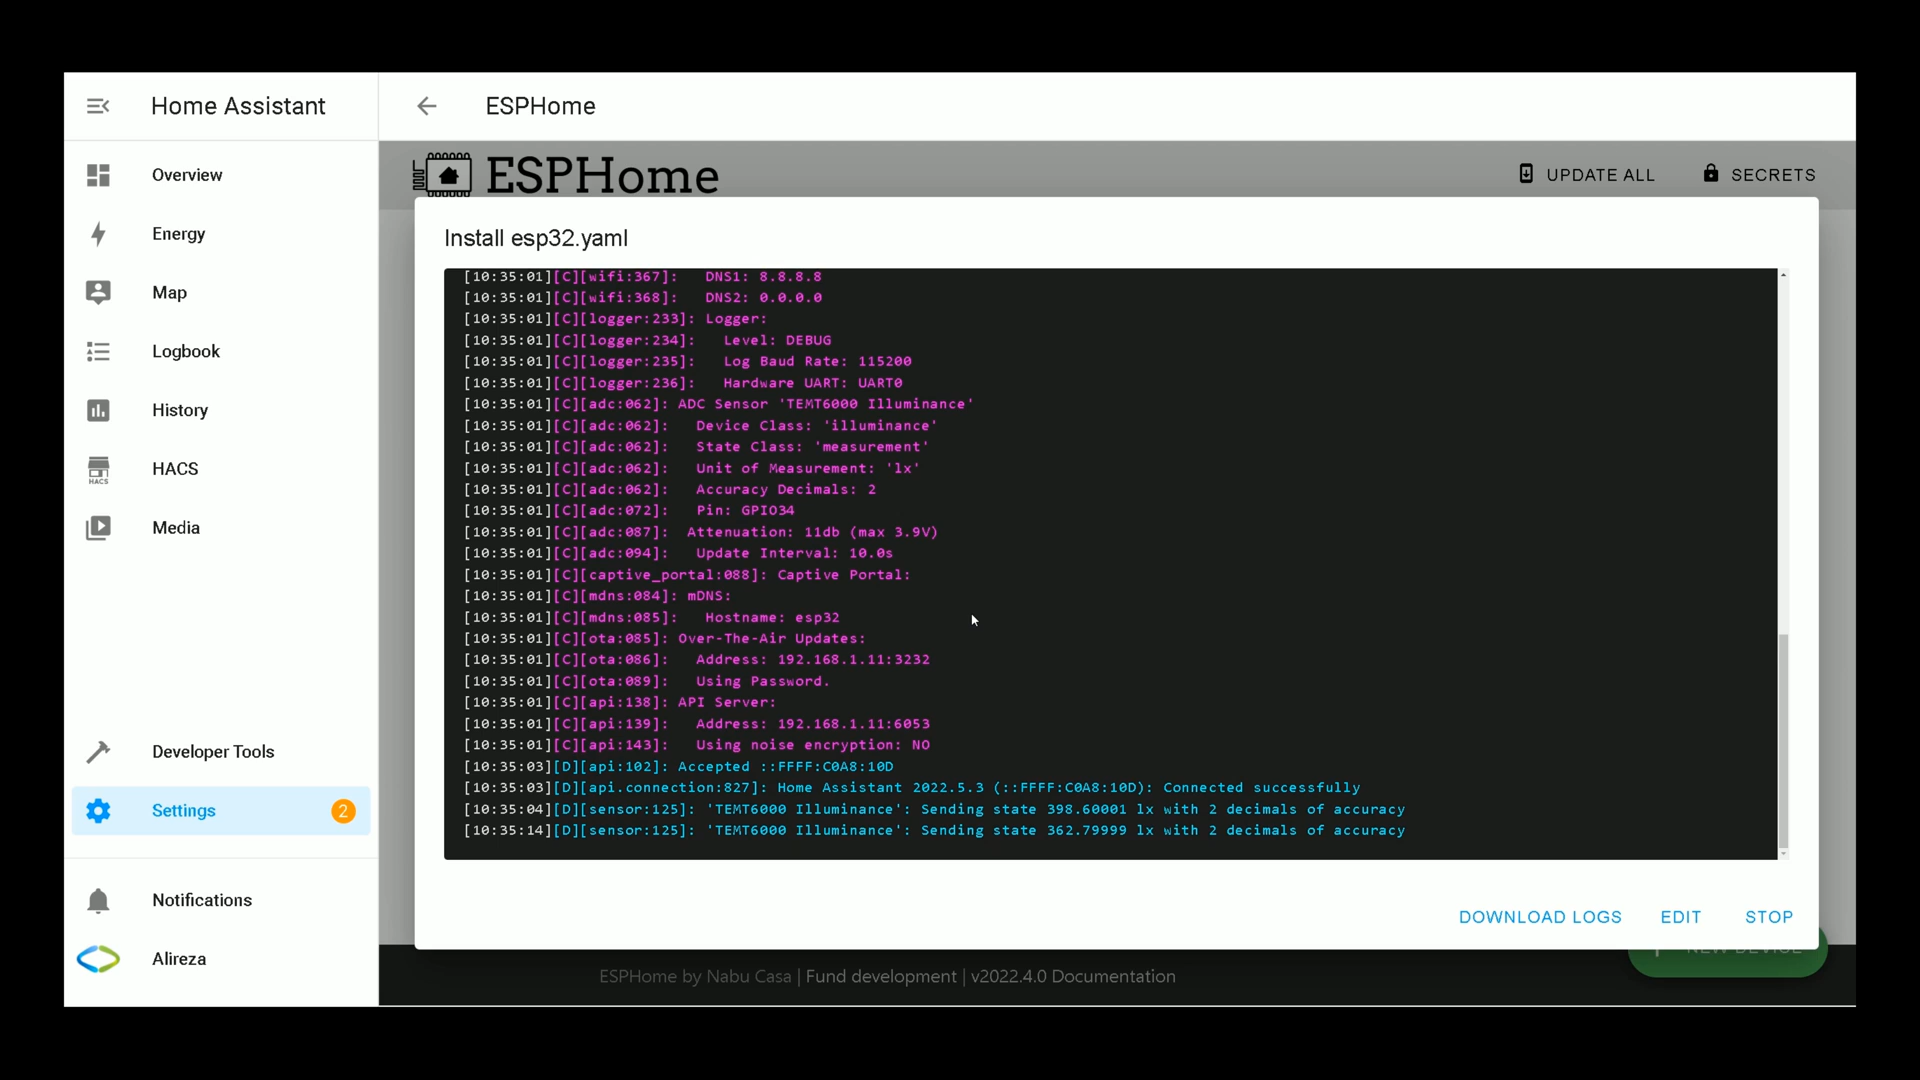 Home Assistant
ESPHome
Overview
Energy
Map
Logbook
History
HACS
HACS
Media
Developer Tools
Settings
2
Notifications
Alireza
ESPHome
UPDATE ALL
SECRETS
Install esp32.yaml
[10:35:01][C][wifi:367]:   DNS1: 8.8.8.8
[10:35:01][C][wifi:368]:   DNS2: 0.0.0.0
[10:35:01][C][logger:233]: Logger:
[10:35:01][C][logger:234]:   Level: DEBUG
[10:35:01][C][logger:235]:   Log Baud Rate: 115200
[10:35:01][C][logger:236]:   Hardware UART: UART0
[10:35:01][C][adc:062]: ADC Sensor 'TEMT6000 Illuminance'
[10:35:01][C][adc:062]:   Device Class: 'illuminance'
[10:35:01][C][adc:062]:   State Class: 'measurement'
[10:35:01][C][adc:062]:   Unit of Measurement: 'lx'
[10:35:01][C][adc:062]:   Accuracy Decimals: 2
[10:35:01][C][adc:072]:   Pin: GPIO34
[10:35:01][C][adc:087]:  Attenuation: 11db (max 3.9V)
[10:35:01][C][adc:094]:   Update Interval: 10.0s
[10:35:01][C][captive_portal:088]: Captive Portal:
[10:35:01][C][mdns:084]: mDNS:
[10:35:01][C][mdns:085]:   Hostname: esp32
[10:35:01][C][ota:085]: Over-The-Air Updates:
[10:35:01][C][ota:086]:   Address: 192.168.1.11:3232
[10:35:01][C][ota:089]:   Using Password.
[10:35:01][C][api:138]: API Server:
[10:35:01][C][api:139]:   Address: 192.168.1.11:6053
[10:35:01][C][api:143]:   Using noise encryption: NO
[10:35:03][D][api:102]: Accepted ::FFFF:C0A8:10D
[10:35:03][D][api.connection:827]: Home Assistant 2022.5.3 (::FFFF:C0A8:10D): Connected successfully
[10:35:04][D][sensor:125]: 'TEMT6000 Illuminance': Sending state 398.60001 lx with 2 decimals of accuracy
[10:35:14][D][sensor:125]: 'TEMT6000 Illuminance': Sending state 362.79999 lx with 2 decimals of accuracy
DOWNLOAD LOGS
EDIT
STOP
NEW DEVICE
ESPHome by Nabu Casa | Fund development | v2022.4.0 Documentation